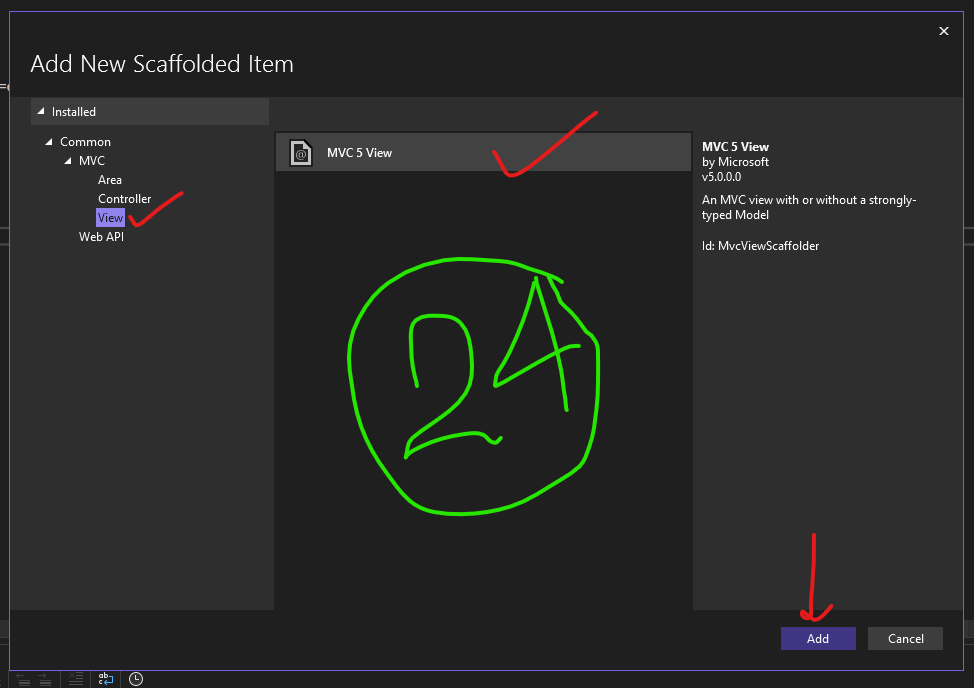 Add New Scaffolded Item
Installed
Common
MVC
Area
Controller
View
Web API
MVC 5 View
24
MVC 5 View
by Microsoft
v5.0.0.0
An MVC view with or without a strongly-
typed Model
Id: MvcViewScaffolder
Add
Cancel